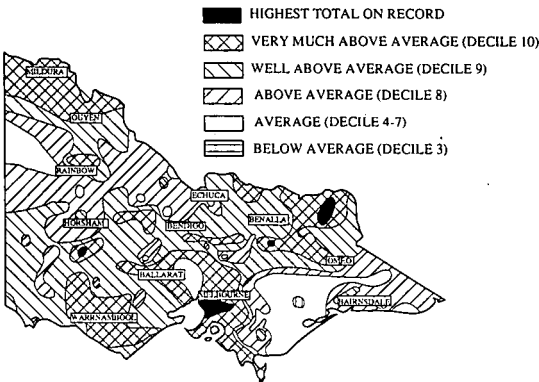 HIGHEST TOTAL ON RECORD
VERY MUCH ABOVE AVERAGE (DECILE 10)
WELL ABOVE AVERAGE (DECILE 9)
ABOVE AVERAGE (DECILE 8)
AVERAGE (DECILE 4-7)
BELOW AVERAGE (DECILE 3)
MILDURA
OUYEN
RAINBOW
ECHUCA
HORSHAM
BENDIGO
BENALLA
OMEO
BALLARAT
MELBOURNE
BAIRNSDALE
WARRNAMBOOL